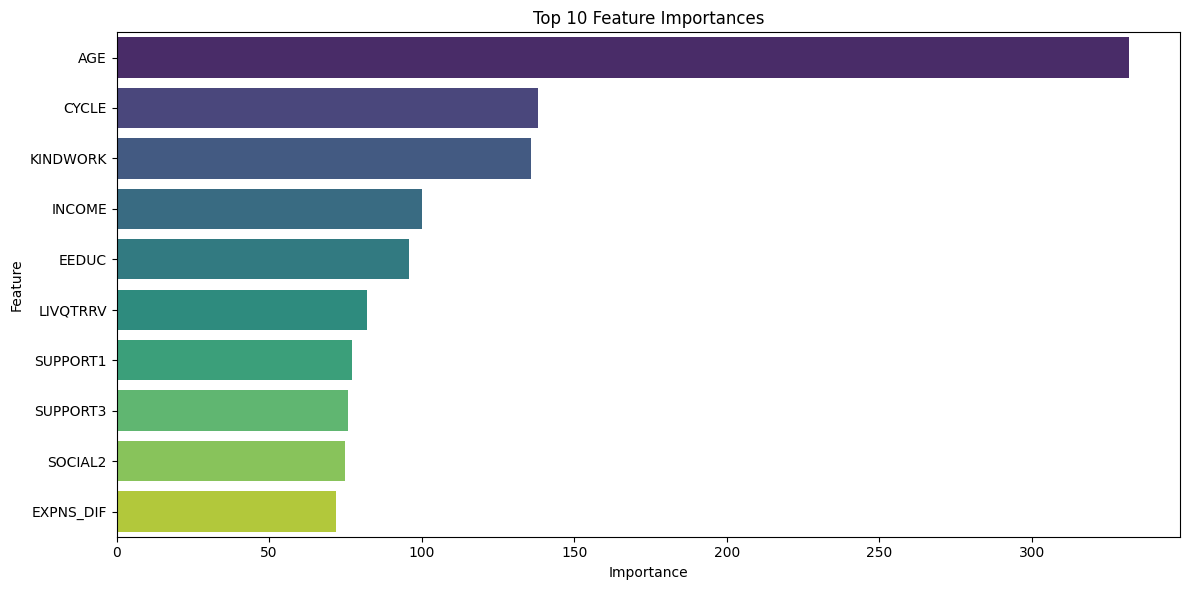 Top 10 Feature Importances
Feature
AGE
CYCLE
KINDWORK
INCOME
EEDUC
LIVQTRRV
SUPPORT1
SUPPORT3
SOCIAL2
EXPNS_DIF
0 50 100 150 200 250 300
Importance